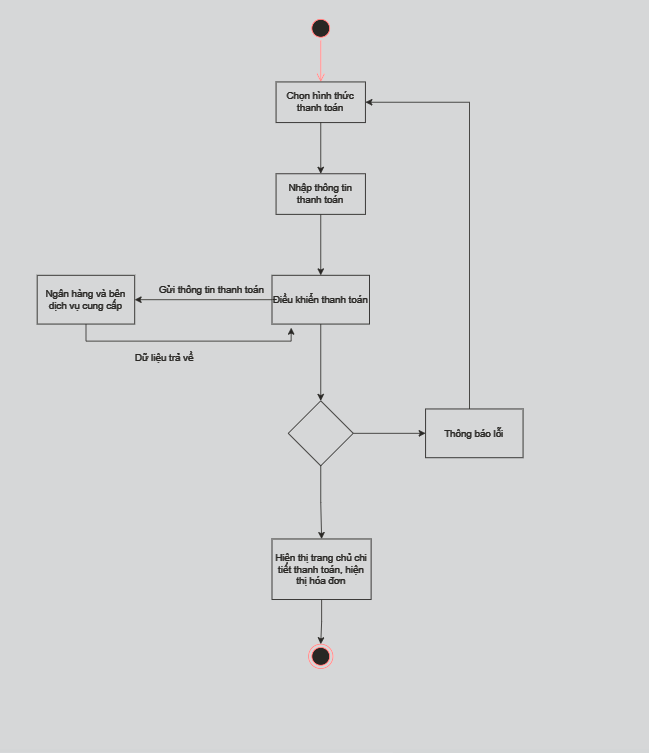 Chọn hình thức
thanh toán
Nhập thông tin
thanh toán
Ngân hàng và bên
dịch vụ cung cấp
Gửi thông tin thanh toán
Điều khiển thanh toán
Dữ liệu trả về
Thông báo lỗi
Hiện thị trang chủ chi
tiết thanh toán, hiện
thị hóa đơn